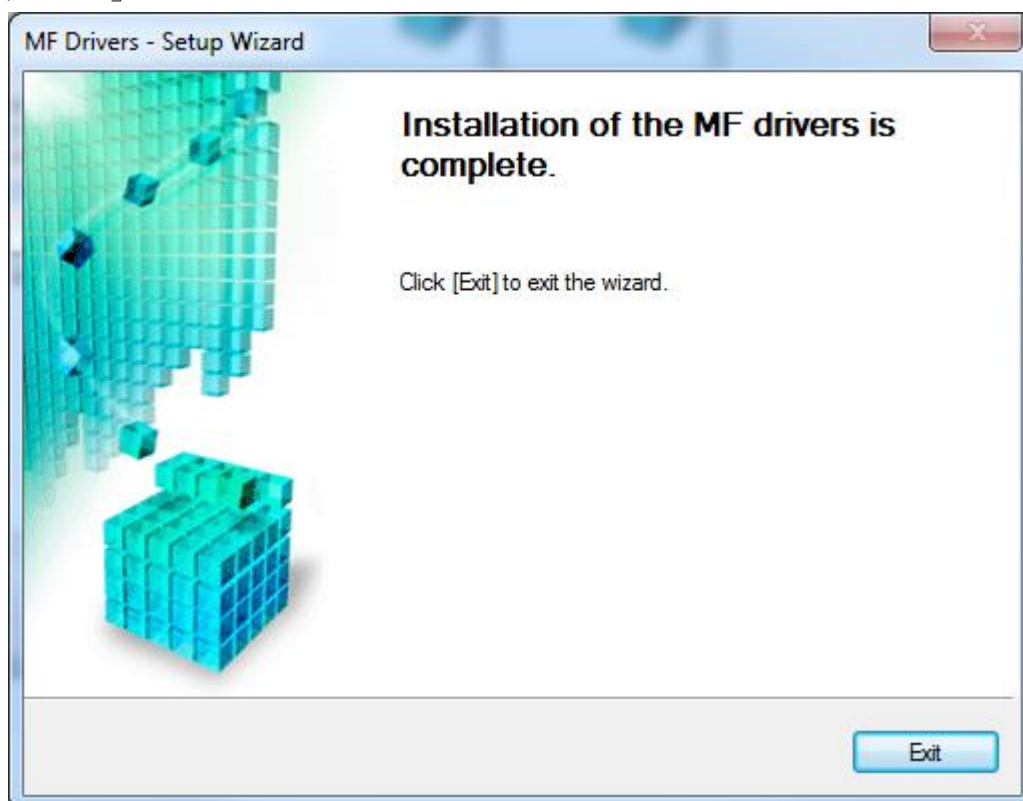 MF Drivers - Setup Wizard
Installation of the MF drivers is
complete.
Click [Exit] to exit the wizard.
Exit